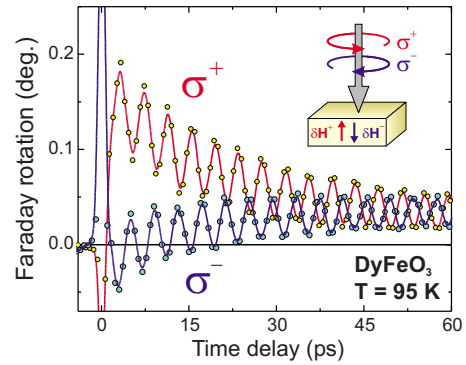 Faraday rotation (deg.)
0.2
0.1
0.0
σ⁺
σ⁻
σ⁺
σ⁻
δH⁺ δH⁻
DyFeO₃
T = 95 K
0 15 30 45 60
Time delay (ps)